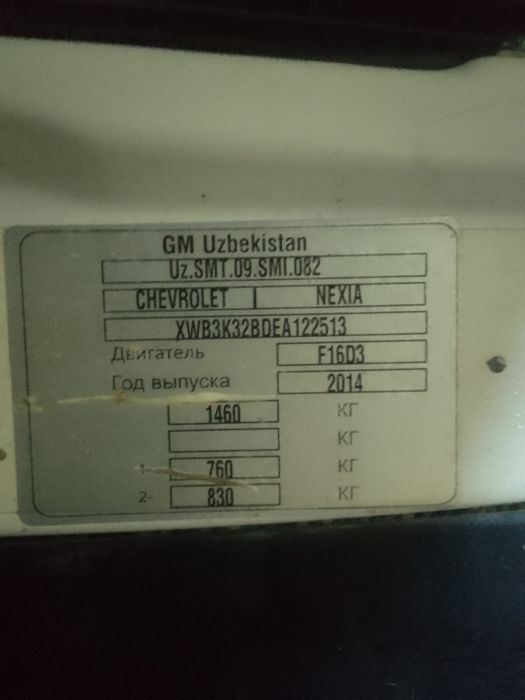 GM Uzbekistan
Uz.SMT.09.SMI.082
CHEVROLET | NEXIA
XWB3K32BDEA122513
Двигатель F16D3
Год выпуска 2014
1460 КГ
КГ
1- 760 КГ
2- 830 КГ